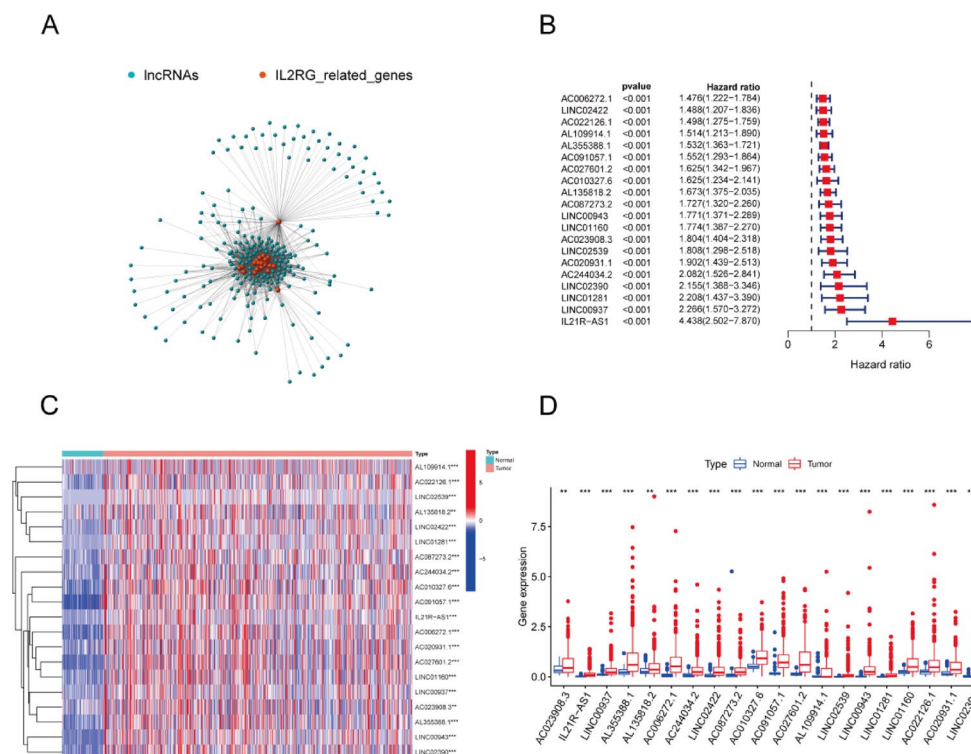 A
lncRNAs IL2RG_related_genes
B
pvalue Hazard ratio
AC006272.1 <0.001 1.476(1.222−1.784)
LINC02422 <0.001 1.488(1.207−1.836)
AC022126.1 <0.001 1.498(1.275−1.759)
AL109914.1 <0.001 1.514(1.213−1.890)
AL355388.1 <0.001 1.532(1.363−1.721)
AC091057.1 <0.001 1.552(1.293−1.864)
AC027601.2 <0.001 1.625(1.342−1.967)
AC010327.6 <0.001 1.625(1.234−2.141)
AL135818.2 <0.001 1.673(1.375−2.035)
AC087273.2 <0.001 1.727(1.320−2.260)
LINC00943 <0.001 1.771(1.371−2.289)
LINC01160 <0.001 1.774(1.387−2.270)
AC023908.3 <0.001 1.804(1.404−2.318)
LINC02539 <0.001 1.808(1.298−2.518)
AC020931.1 <0.001 1.902(1.439−2.513)
AC244034.2 <0.001 2.082(1.526−2.841)
LINC02390 <0.001 2.155(1.388−3.346)
LINC01281 <0.001 2.208(1.437−3.390)
LINC00937 <0.001 2.266(1.570−3.272)
IL21R−AS1 <0.001 4.438(2.502−7.870)
0 2 4 6
Hazard ratio
C
Type
AL109914.1***
AC022126.1***
LINC02539***
AL135818.2**
LINC02422***
LINC01281***
AC087273.2***
AC244034.2***
AC010327.6***
AC091057.1***
IL21R−AS1***
AC006272.1***
AC020931.1***
AC027601.2***
LINC01160***
LINC00937***
AC023908.3**
AL355388.1***
LINC00943***
LINC02390***
5
0
−5
Type
Normal
Tumor
D
Type Normal Tumor
** *** *** *** ** *** *** *** *** *** *** *** *** *** *** *** *** *** ***
Gene expression
7.5
5.0
2.5
0.0
AC023908.3
IL21R−AS1
LINC00937
AL355388.1
AL135818.2
AC006272.1
AC244034.2
LINC02422
AC087273.2
AC010327.6
AC091057.1
AC027601.2
AL109914.1
LINC02539
LINC00943
LINC01281
LINC01160
AC022126.1
AC020931.1